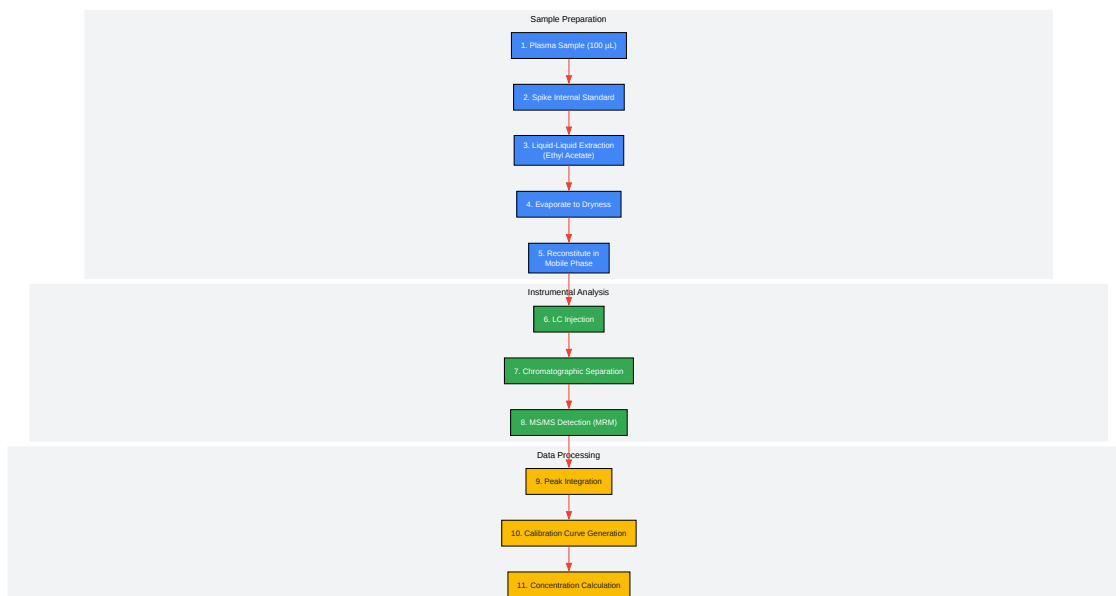 Sample Preparation
1. Plasma Sample (100 µL)
2. Spike Internal Standard
3. Liquid-Liquid Extraction
(Ethyl Acetate)
4. Evaporate to Dryness
5. Reconstitute in
Mobile Phase
Instrumental Analysis
6. LC Injection
7. Chromatographic Separation
8. MS/MS Detection (MRM)
Data Processing
9. Peak Integration
10. Calibration Curve Generation
11. Concentration Calculation